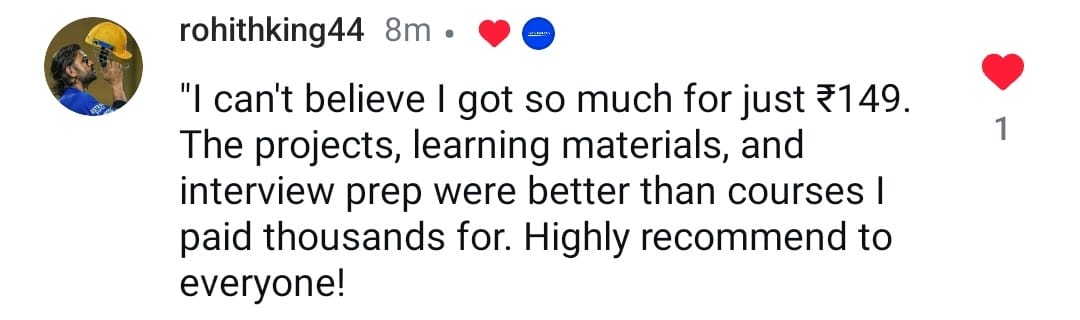 rohithking44 8m •
"I can't believe I got so much for just ₹149.
The projects, learning materials, and
interview prep were better than courses I
paid thousands for. Highly recommend to
everyone!
1